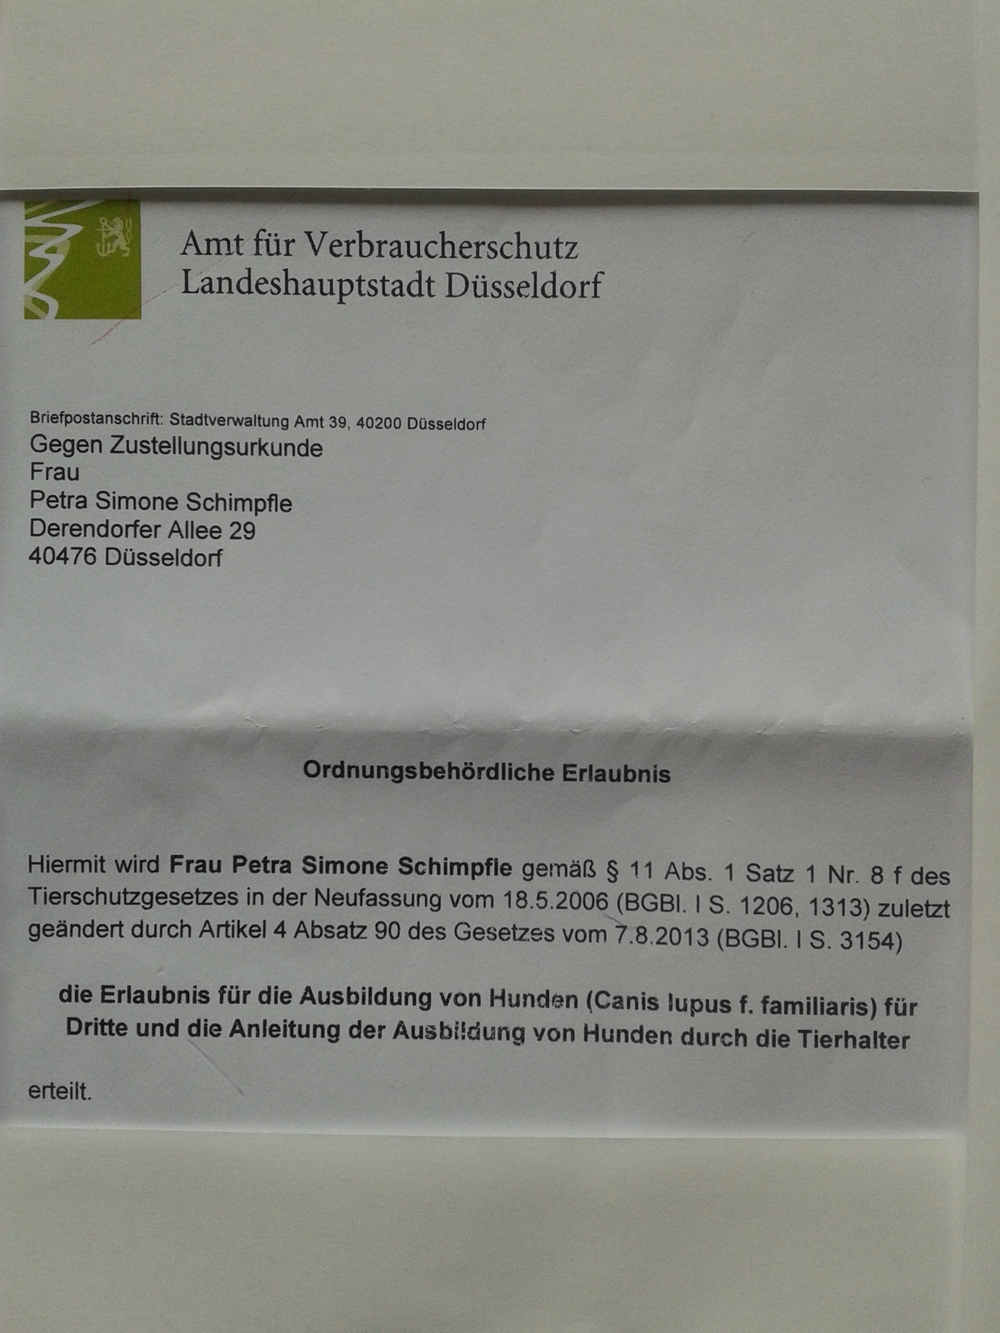 Amt für Verbraucherschutz
Landeshauptstadt Düsseldorf
Briefpostanschrift: Stadtverwaltung Amt 39, 40200 Düsseldorf
Gegen Zustellungsurkunde
Frau
Petra Simone Schimpfle
Derendorfer Allee 29
40476 Düsseldorf
Ordnungsbehördliche Erlaubnis
Hiermit wird Frau Petra Simone Schimpfle gemäß § 11 Abs. 1 Satz 1 Nr. 8 f des
Tierschutzgesetzes in der Neufassung vom 18.5.2006 (BGBl. I S. 1206, 1313) zuletzt
geändert durch Artikel 4 Absatz 90 des Gesetzes vom 7.8.2013 (BGBl. I S. 3154)
die Erlaubnis für die Ausbildung von Hunden (Canis lupus f. familiaris) für
Dritte und die Anleitung der Ausbildung von Hunden durch die Tierhalter
erteilt.